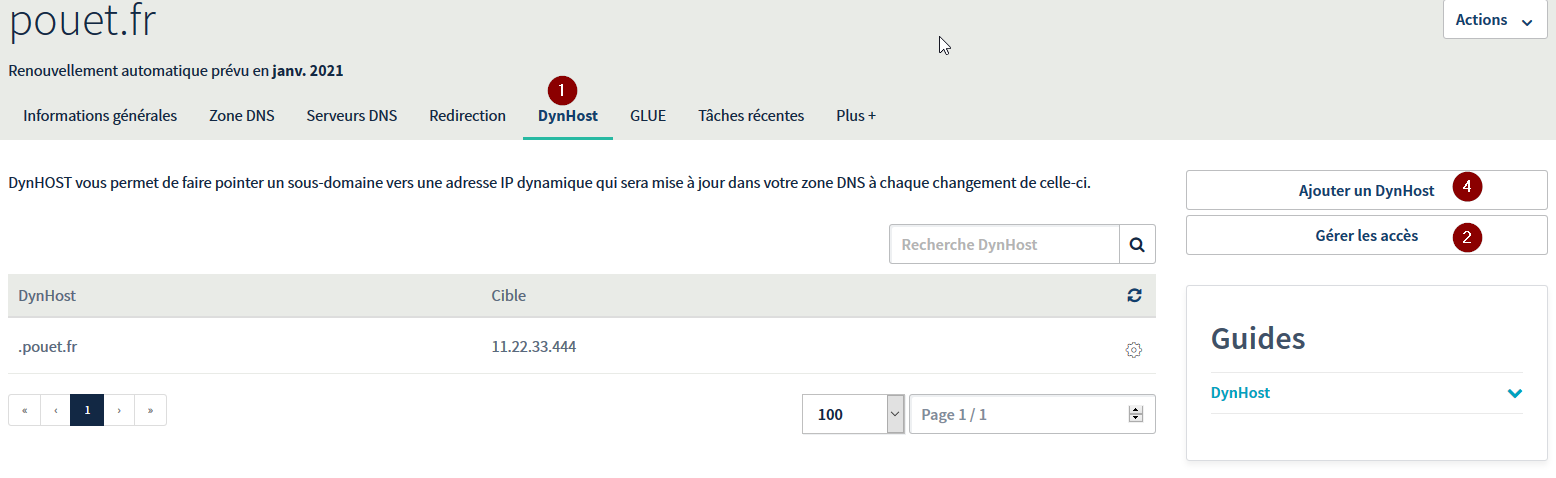 pouet.fr
Actions
Renouvellement automatique prévu en janv. 2021
1
Informations générales Zone DNS Serveurs DNS Redirection DynHost GLUE Tâches récentes Plus +
DynHOST vous permet de faire pointer un sous-domaine vers une adresse IP dynamique qui sera mise à jour dans votre zone DNS à chaque changement de celle-ci.
Ajouter un DynHost 4
Gérer les accès 2
Recherche DynHost
DynHost Cible
.pouet.fr 11.22.33.444
« ‹ 1 › »
100 Page 1 / 1
Guides
DynHost